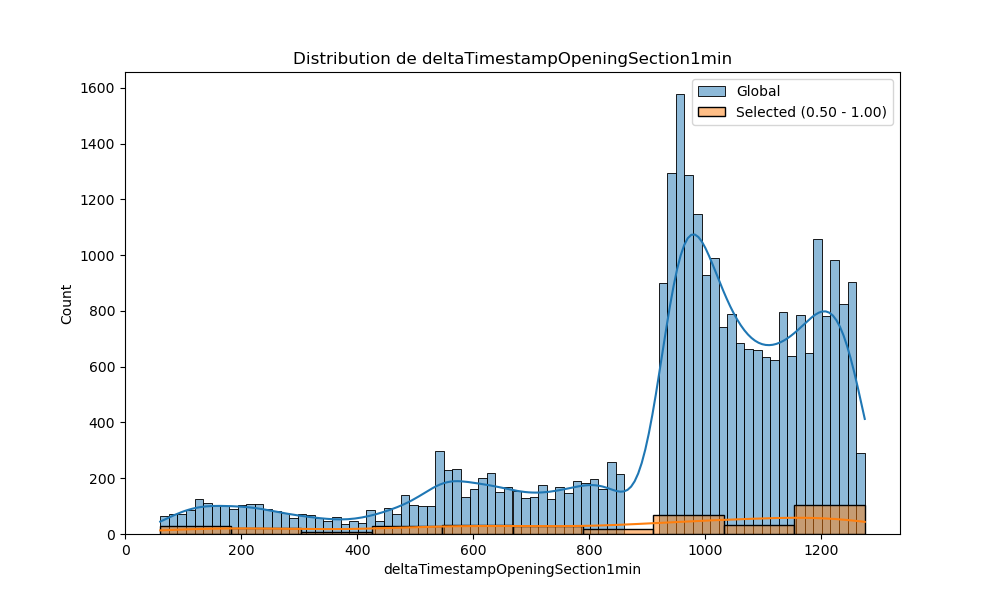 Distribution de deltaTimestampOpeningSection1min
Global
Selected (0.50 - 1.00)
1600
1400
1200
1000
800
600
400
200
0
Count
0 200 400 600 800 1000 1200
deltaTimestampOpeningSection1min